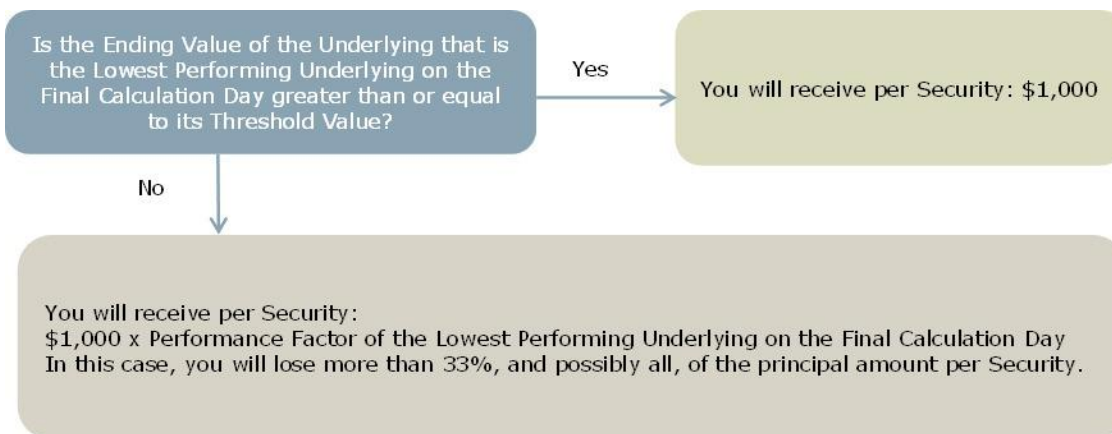 Is the Ending Value of the Underlying that is
the Lowest Performing Underlying on the
Final Calculation Day greater than or equal
to its Threshold Value?
Yes
You will receive per Security: $1,000
No
You will receive per Security:
$1,000 x Performance Factor of the Lowest Performing Underlying on the Final Calculation Day
In this case, you will lose more than 33%, and possibly all, of the principal amount per Security.